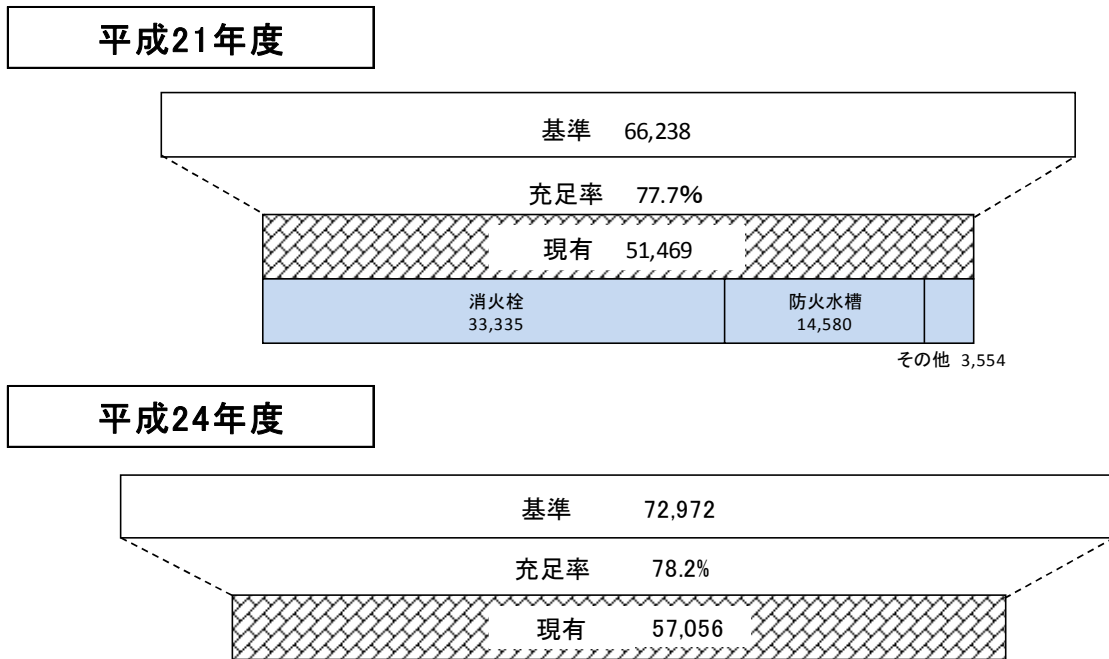 平成21年度
基準 66,238
充足率 77.7%
現有 51,469
消火栓 防火水槽
33,335 14,580
その他 3,554
平成24年度
基準 72,972
充足率 78.2%
現有 57,056